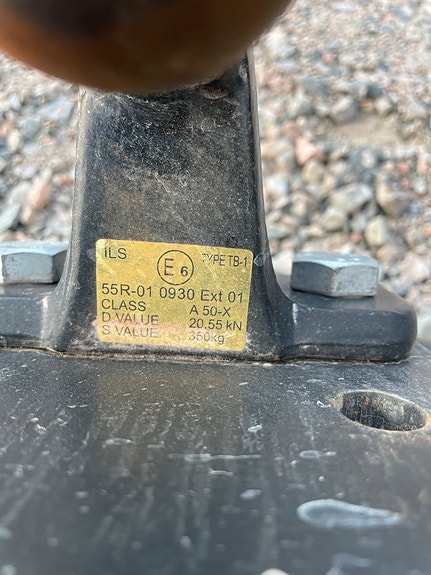 iLS E6 TYPE TB-1
55R-01 0930 Ext 01
CLASS A 50-X
D VALUE 20.55 kN
S VALUE 350kg